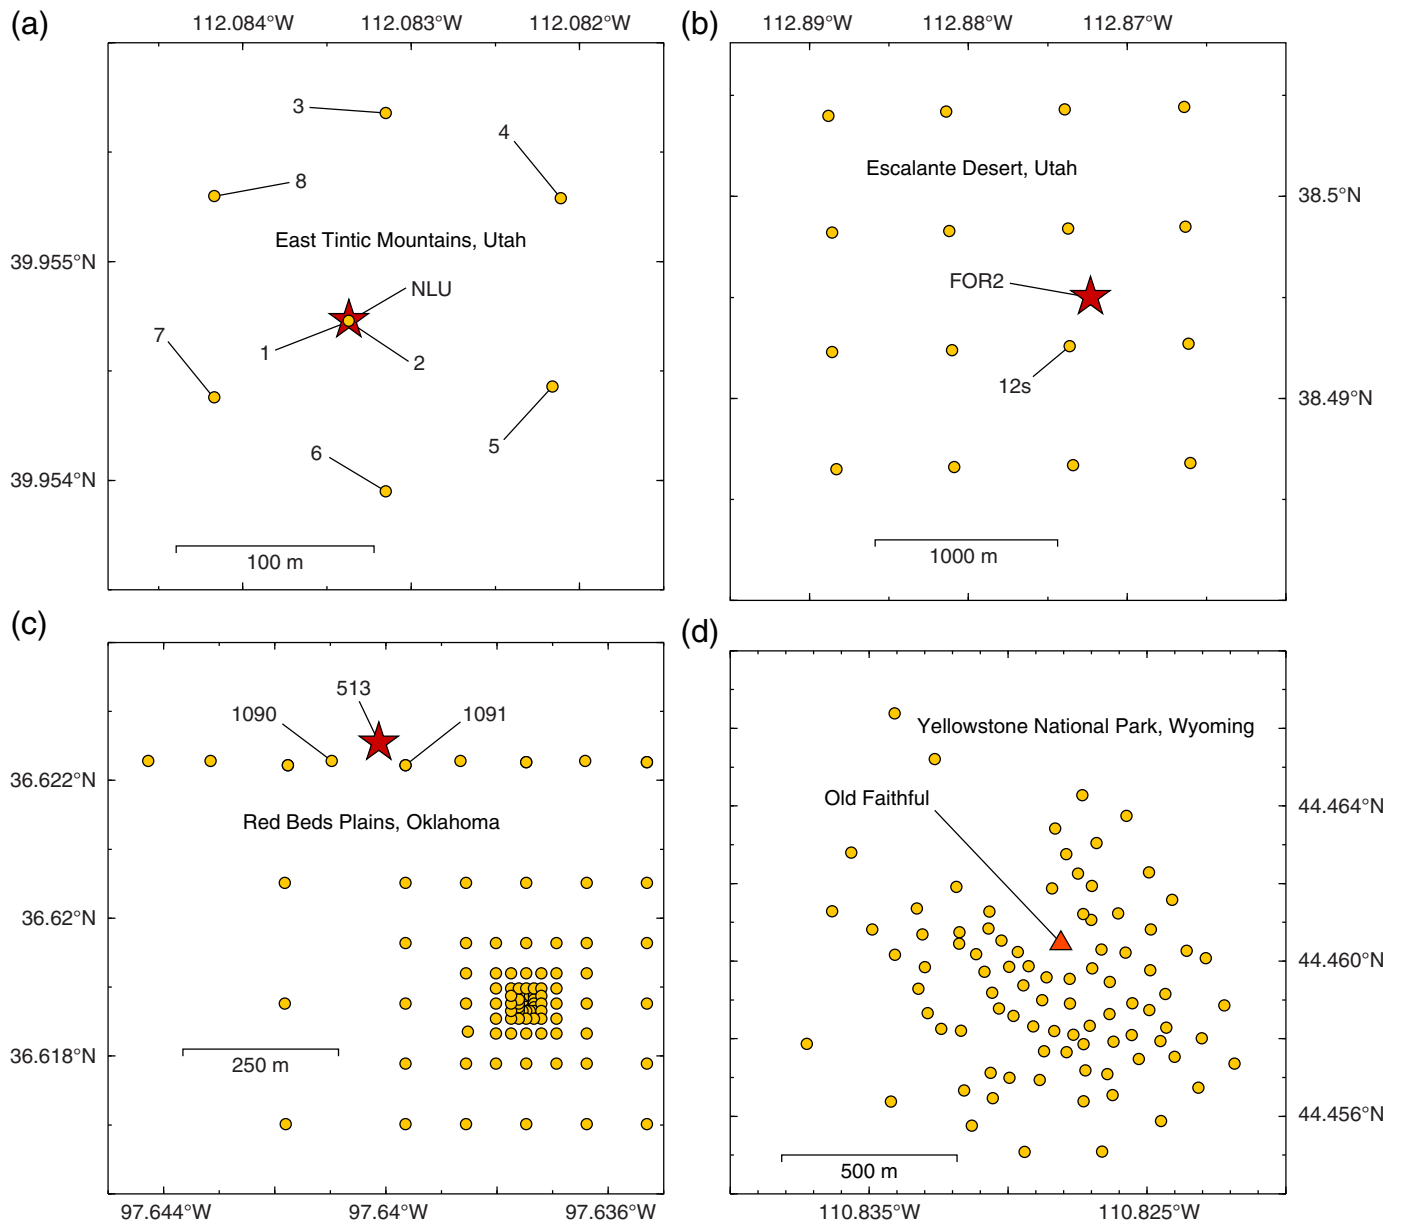 (a)
112.084°W 112.083°W 112.082°W
3
4
8
East Tintic Mountains, Utah
39.955°N
NLU
7
1
2
5
6
39.954°N
100 m
(b)
112.89°W 112.88°W 112.87°W
Escalante Desert, Utah
38.5°N
FOR2
12s
38.49°N
1000 m
(c)
513
1090
1091
36.622°N
Red Beds Plains, Oklahoma
36.62°N
36.618°N
250 m
97.644°W 97.64°W 97.636°W
(d)
Yellowstone National Park, Wyoming
Old Faithful
44.464°N
44.460°N
44.456°N
500 m
110.835°W 110.825°W